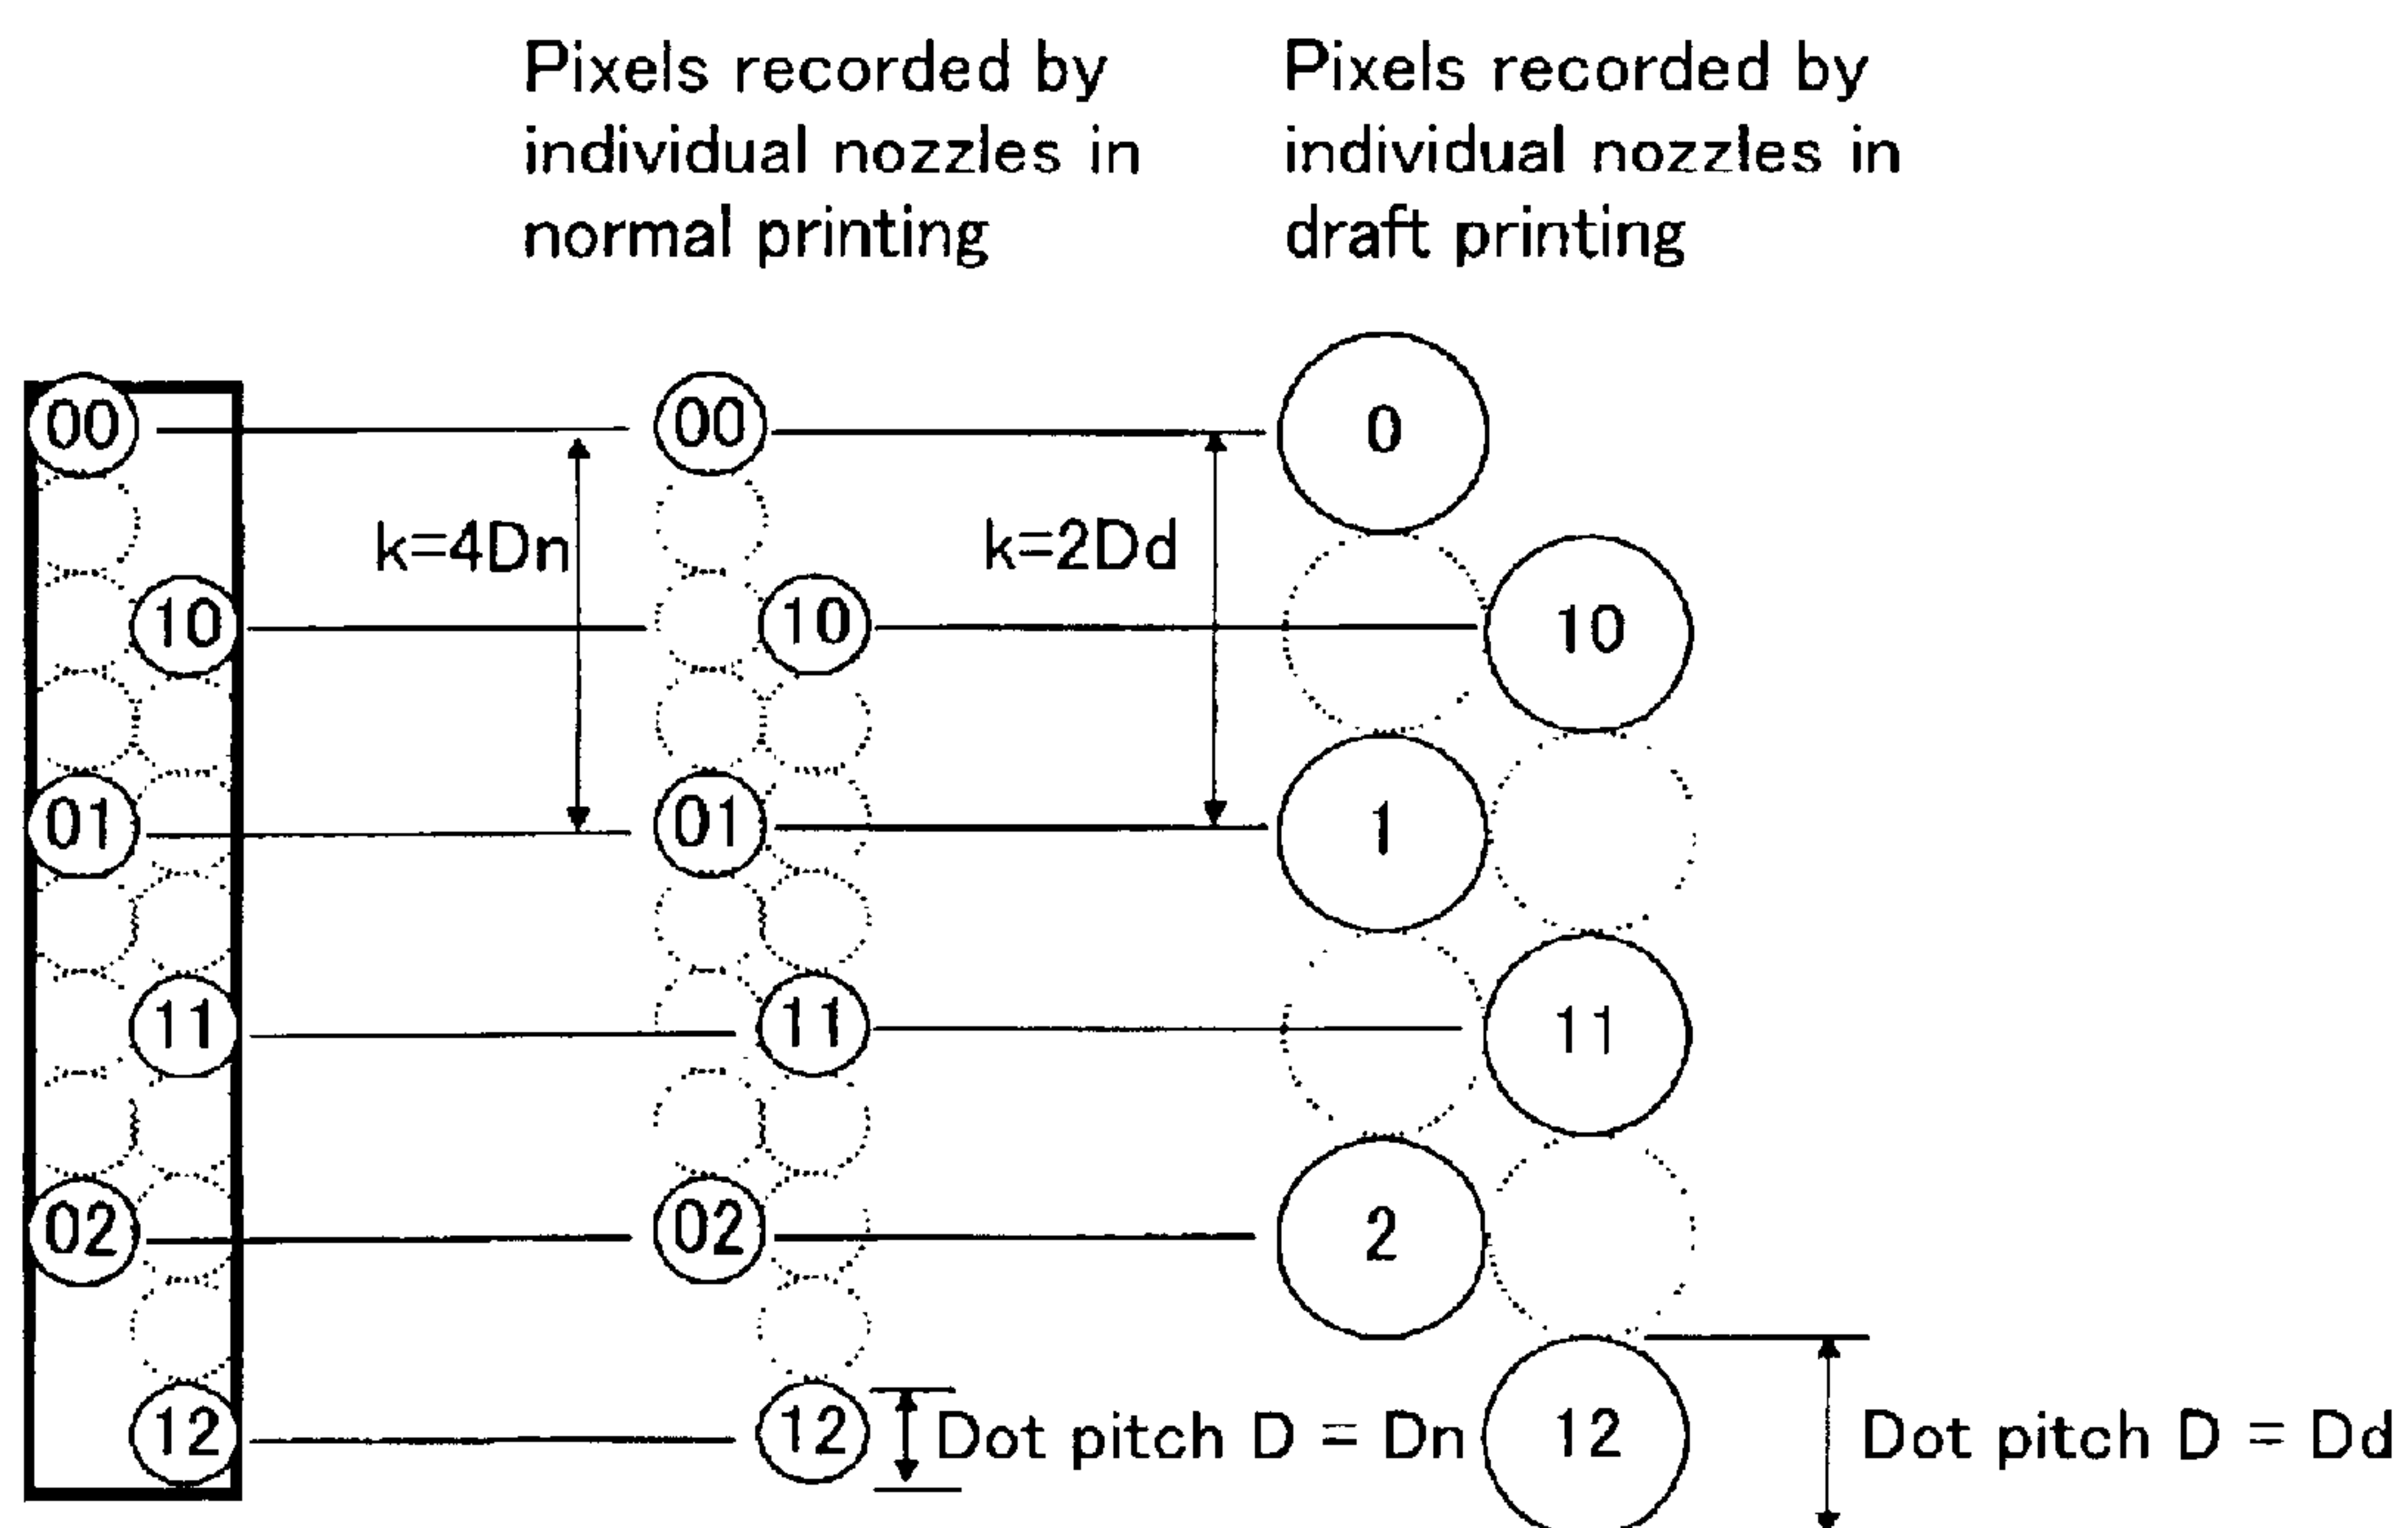 Pixels recorded by
individual nozzles in
normal printing
Pixels recorded by
individual nozzles in
draft printing
00
00
0
k=4Dn
k=2Dd
10
10
10
01
01
1
11
11
11
02
02
2
12
12
Dot pitch D = Dn
12
Dot pitch D = Dd